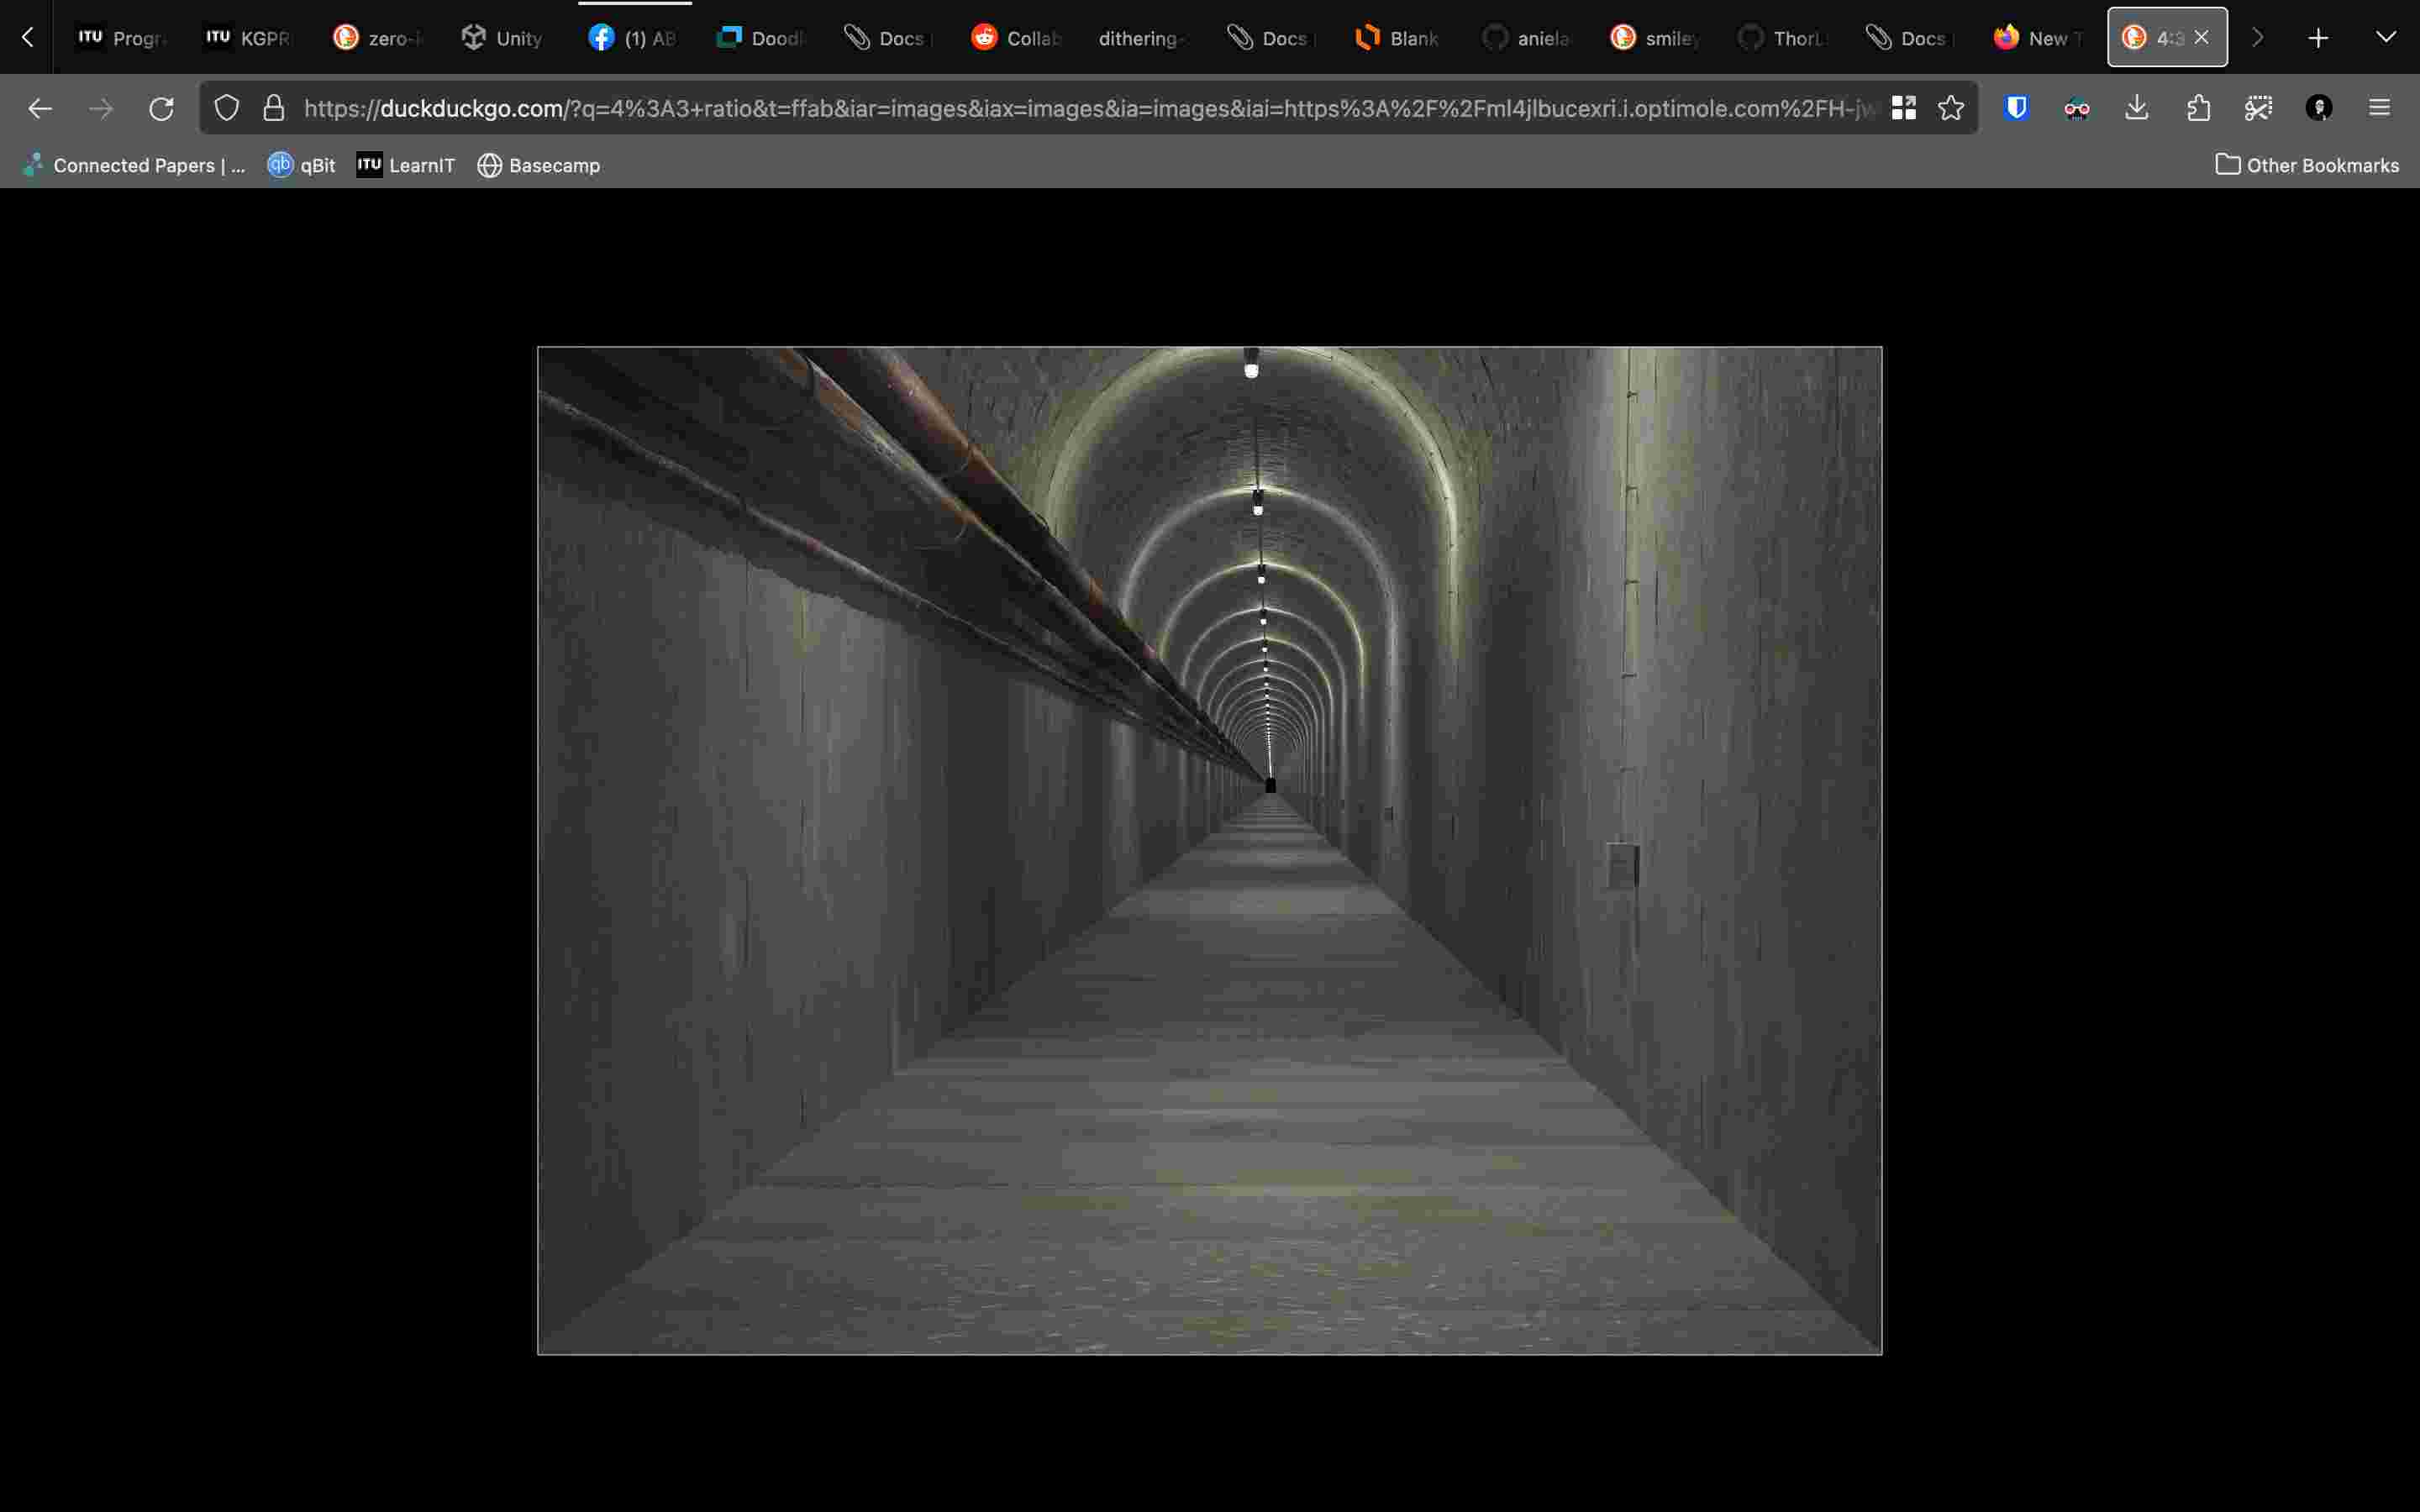 ITU Progr
ITU KGPR
zero-i
Unity
(1) AB
Doodl
Docs
Collab
dithering-
Docs
Blank
aniela
smiley
ThorL
Docs
New T
4:3
https://duckduckgo.com/?q=4%3A3+ratio&t=ffab&iar=images&iax=images&ia=images&iai=https%3A%2F%2Fml4jlbucexri.i.optimole.com%2FH-jw
Connected Papers | ...
qb qBit
ITU LearnIT
Basecamp
Other Bookmarks